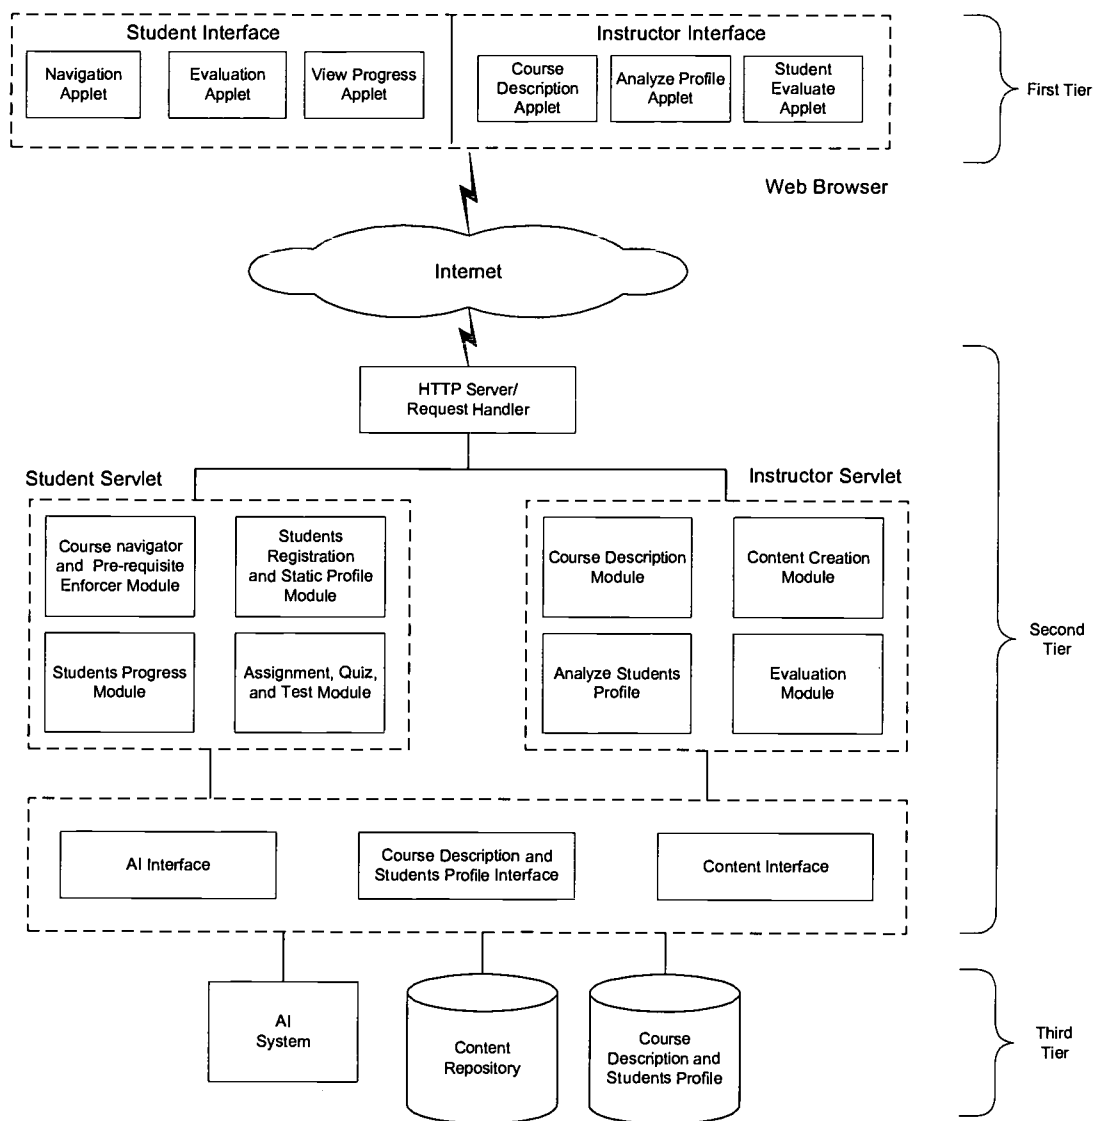 Student Interface
Instructor Interface
Navigation
Applet
Evaluation
Applet
View Progress
Applet
Course
Description
Applet
Analyze Profile
Applet
Student
Evaluate
Applet
First Tier
Web Browser
Internet
HTTP Server/
Request Handler
Student Servlet
Instructor Servlet
Course navigator
and Pre-requisite
Enforcer Module
Students
Registration
and Static Profile
Module
Course Description
Module
Content Creation
Module
Students Progress
Module
Assignment, Quiz,
and Test Module
Analyze Students
Profile
Evaluation
Module
Second
Tier
AI Interface
Course Description and
Students Profile Interface
Content Interface
AI
System
Content
Repository
Course
Description and
Students Profile
Third
Tier